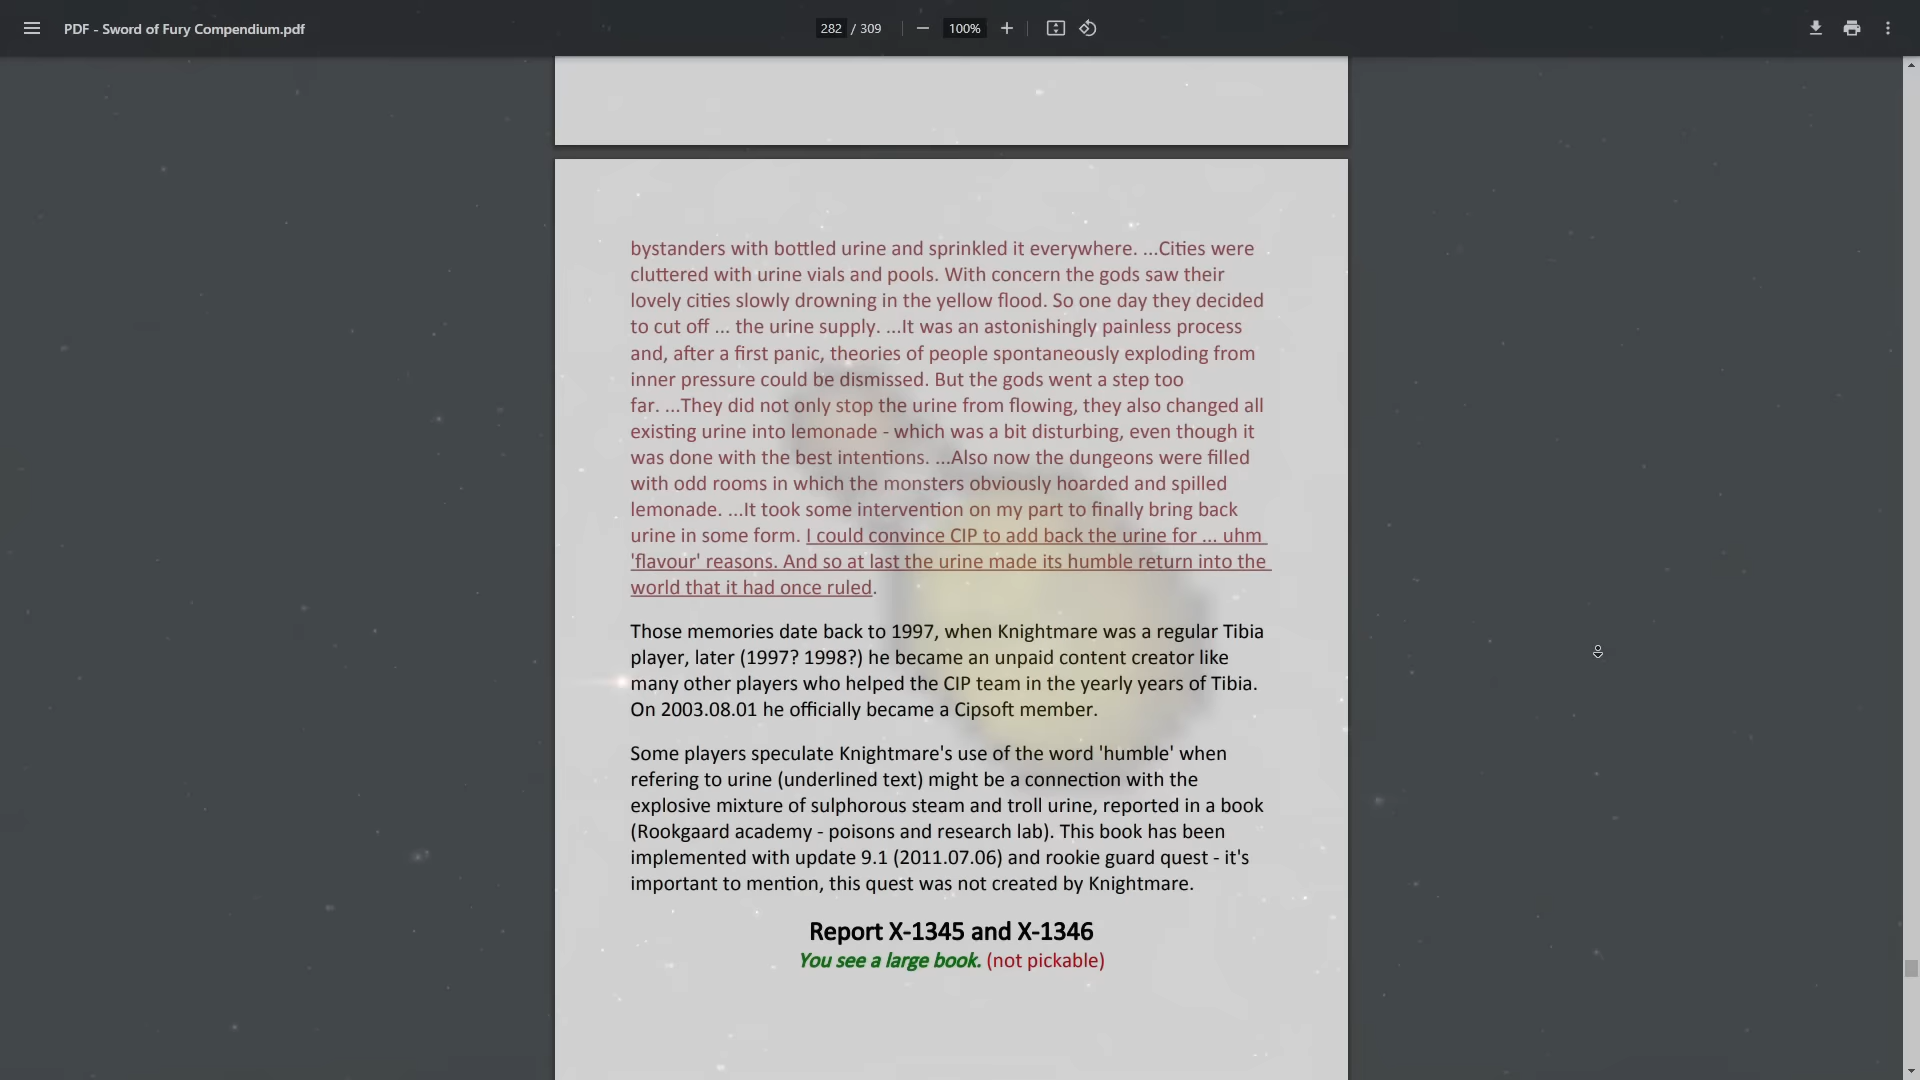 PDF - Sword of Fury Compendium.pdf
282 / 309
100%
bystanders with bottled urine and sprinkled it everywhere. ...Cities were
cluttered with urine vials and pools. With concern the gods saw their
lovely cities slowly drowning in the yellow flood. So one day they decided
to cut off ... the urine supply. ...It was an astonishingly painless process
and, after a first panic, theories of people spontaneously exploding from
inner pressure could be dismissed. But the gods went a step too
far. ...They did not only stop the urine from flowing, they also changed all
existing urine into lemonade - which was a bit disturbing, even though it
was done with the best intentions. ...Also now the dungeons were filled
with odd rooms in which the monsters obviously hoarded and spilled
lemonade. ...It took some intervention on my part to finally bring back
urine in some form. I could convince CIP to add back the urine for ... uhm
'flavour' reasons. And so at last the urine made its humble return into the
world that it had once ruled.
Those memories date back to 1997, when Knightmare was a regular Tibia
player, later (1997? 1998?) he became an unpaid content creator like
many other players who helped the CIP team in the yearly years of Tibia.
On 2003.08.01 he officially became a Cipsoft member.
Some players speculate Knightmare's use of the word 'humble' when
refering to urine (underlined text) might be a connection with the
explosive mixture of sulphorous steam and troll urine, reported in a book
(Rookgaard academy - poisons and research lab). This book has been
implemented with update 9.1 (2011.07.06) and rookie guard quest - it's
important to mention, this quest was not created by Knightmare.
Report X-1345 and X-1346
You see a large book. (not pickable)